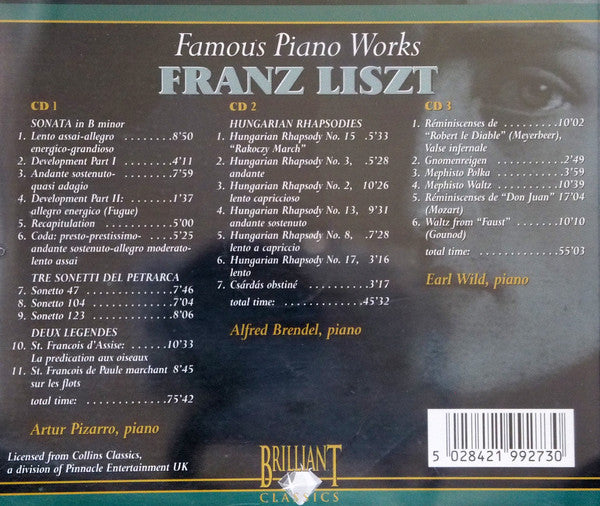 Famous Piano Works
FRANZ LISZT
CD 1
SONATA in B minor
1. Lento assai-allegro ........8'50
energico-grandioso
2. Development Part I ........4'11
3. Andante sostenuto- ........7'59
quasi adagio
4. Development Part II: ........1'37
allegro energico (Fugue)
5. Recapitulation ........5'00
6. Coda: presto-prestissimo- 5'25
andante sostenuto-allegro moderato-
lento assai
TRE SONETTI DEL PETRARCA
7. Sonetto 47 ........7'46
8. Sonetto 104 ........7'04
9. Sonetto 123 ........8'06
DEUX LEGENDES
10. St. Francois d'Assise: ........10'33
La predication aux oiseaux
11. St. Francois de Paule marchant 8'45
sur les flots
total time: ........75'42
Artur Pizarro, piano
CD 2
HUNGARIAN RHAPSODIES
1. Hungarian Rhapsody No. 15 ..5'33
"Rakoczy March"
2. Hungarian Rhapsody No. 3, ..5'28
andante
3. Hungarian Rhapsody No. 2, 10'26
lento capriccioso
4. Hungarian Rhapsody No. 13, 9'31
andante sostenuto
5. Hungarian Rhapsody No. 8, ..7'28
lento a capriccio
6. Hungarian Rhapsody No. 17, 3'16
lento
7. Csárdás obstiné ........3'17
total time: ........45'32
Alfred Brendel, piano
CD 3
1. Réminiscenses de ........10'02
"Robert le Diable" (Meyerbeer),
Valse infernale
2. Gnomenreigen ........2'49
3. Mephisto Polka ........3'59
4. Mephisto Waltz ........10'39
5. Réminiscenses de "Don Juan" 17'04
(Mozart)
6. Waltz from "Faust" ........10'10
(Gounod)
total time: ........55'03
Earl Wild, piano
Licensed from Collins Classics,
a division of Pinnacle Entertainment UK
BRILLIANT
CLASSICS
5 028421 992730